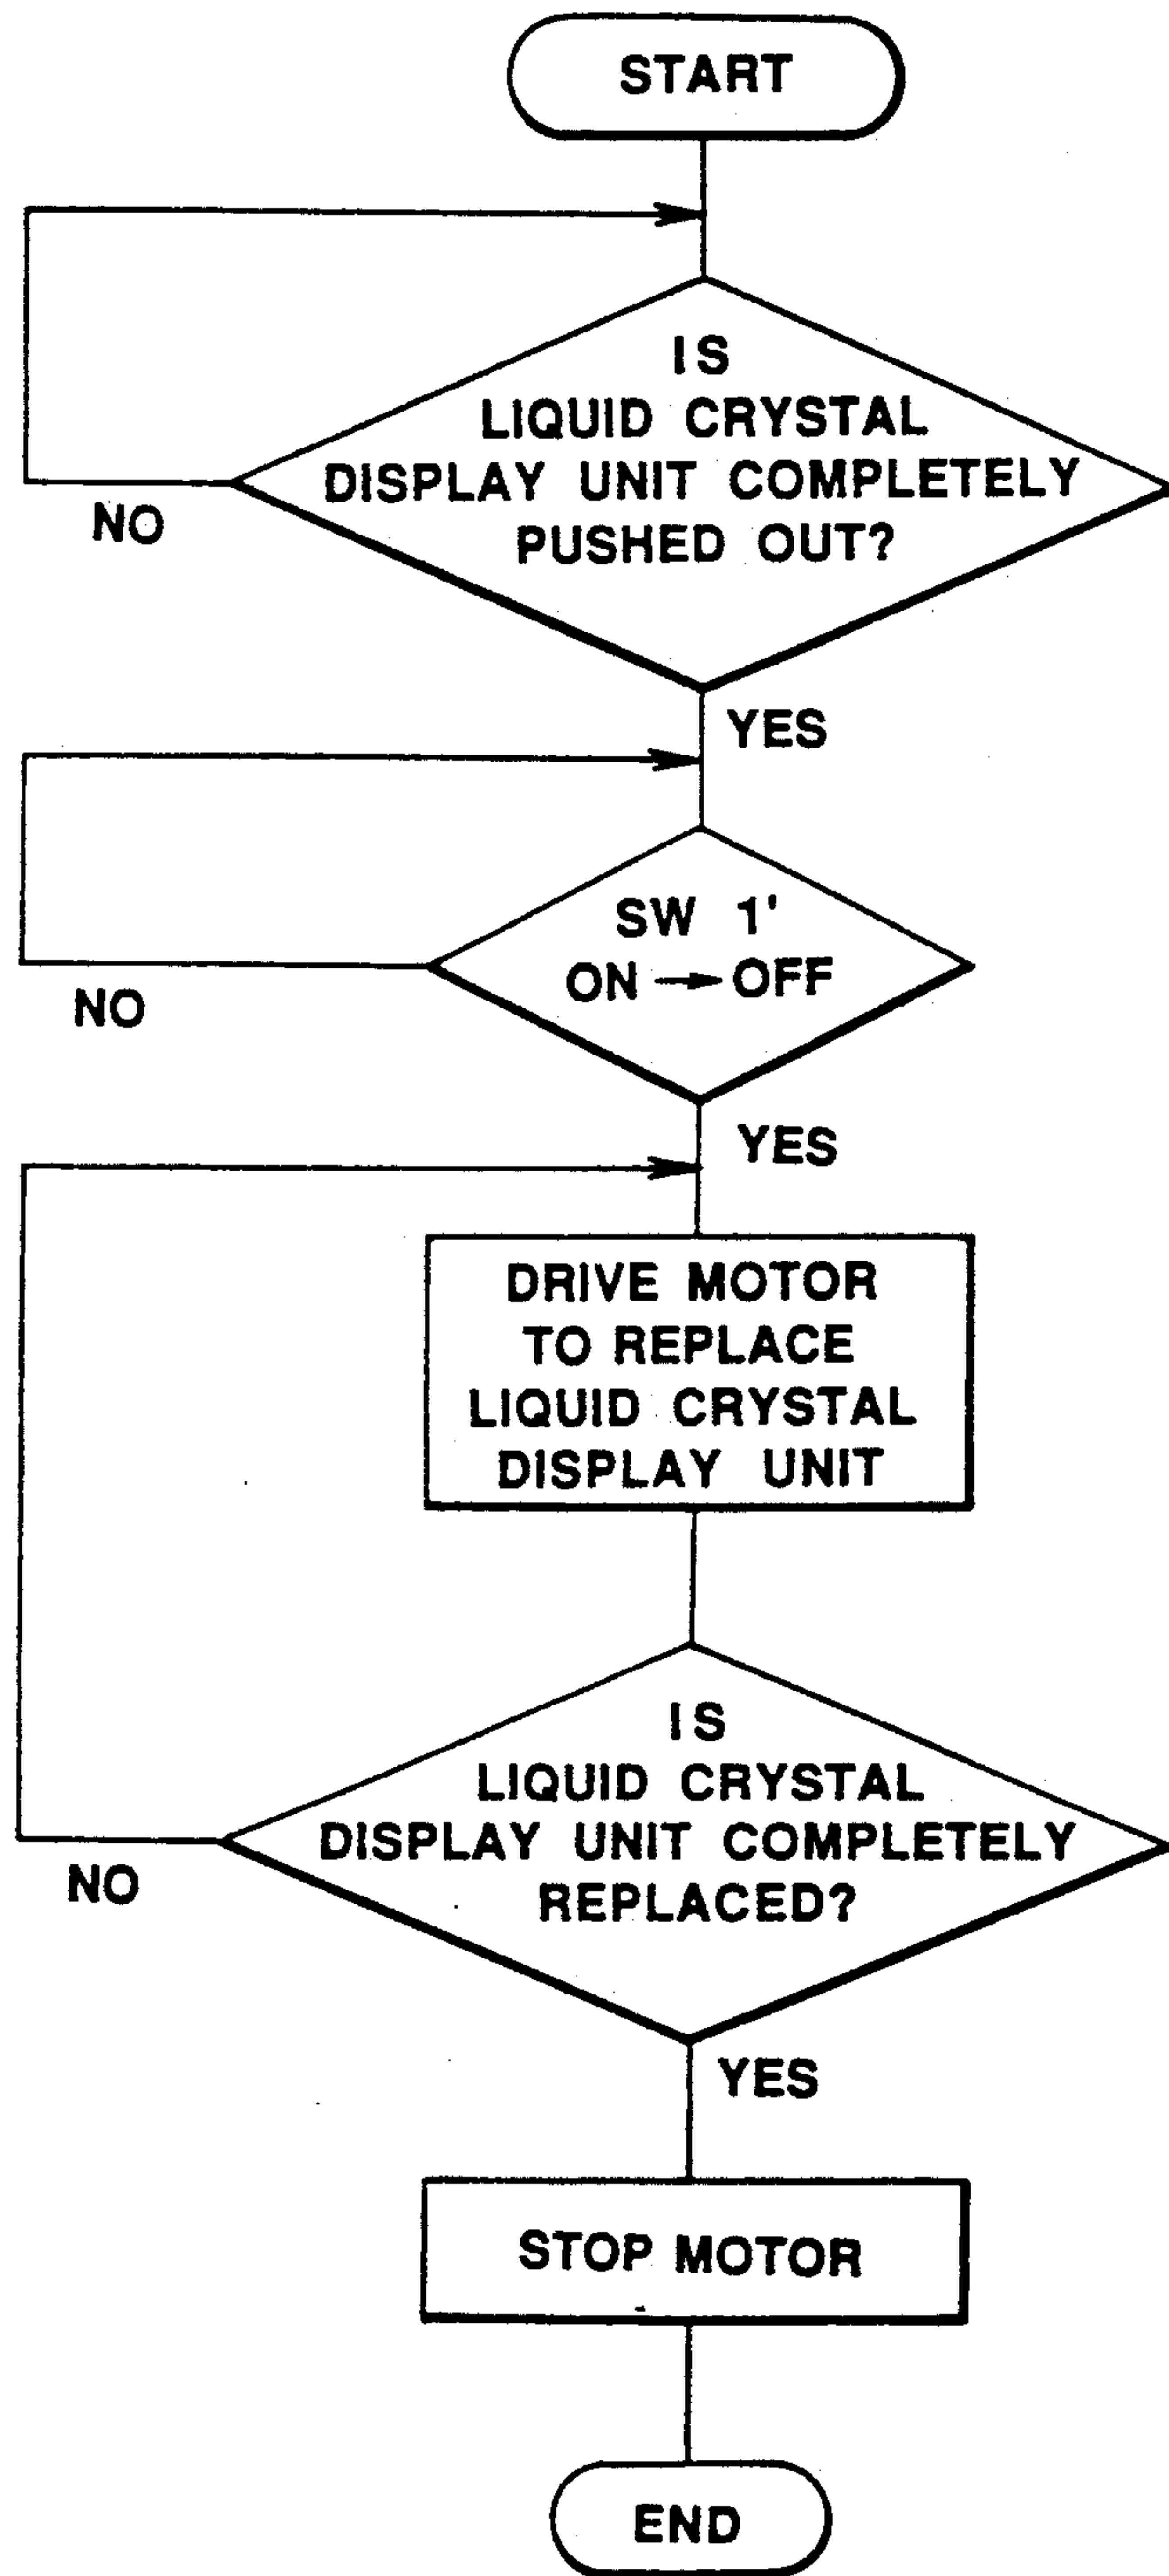 START
IS
LIQUID CRYSTAL
DISPLAY UNIT COMPLETELY
PUSHED OUT?
NO
YES
SW 1'
ON → OFF
NO
YES
DRIVE MOTOR
TO REPLACE
LIQUID CRYSTAL
DISPLAY UNIT
IS
LIQUID CRYSTAL
DISPLAY UNIT COMPLETELY
REPLACED?
NO
YES
STOP MOTOR
END